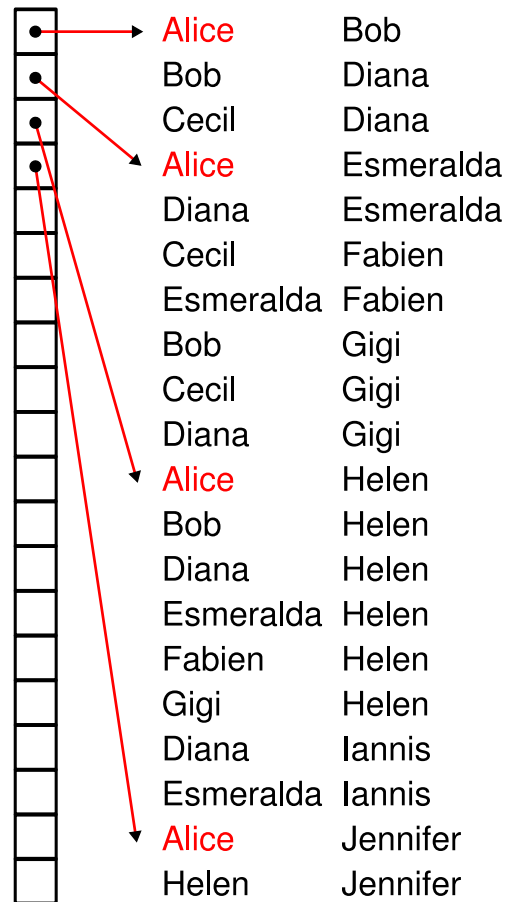 Alice Bob
Bob Diana
Cecil Diana
Alice Esmeralda
Diana Esmeralda
Cecil Fabien
Esmeralda Fabien
Bob Gigi
Cecil Gigi
Diana Gigi
Alice Helen
Bob Helen
Diana Helen
Esmeralda Helen
Fabien Helen
Gigi Helen
Diana Iannis
Esmeralda Iannis
Alice Jennifer
Helen Jennifer